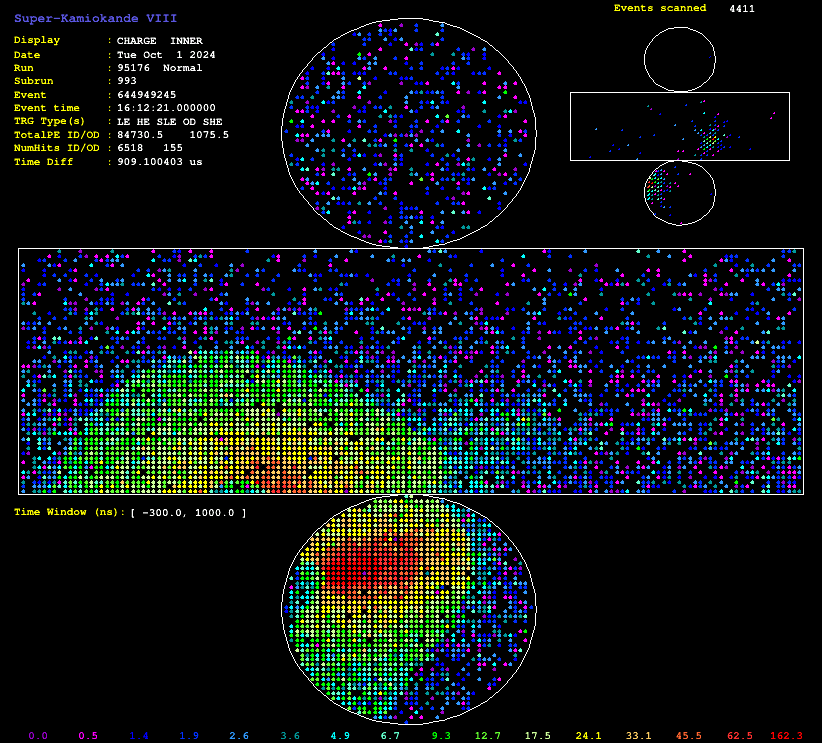 Super-Kamiokande VIII
Events scanned 4411
Display : CHARGE INNER
Date : Tue Oct 1 2024
Run : 95176 Normal
Subrun : 993
Event : 644949245
Event time : 16:12:21.000000
TRG Type(s) : LE HE SLE OD SHE
TotalPE ID/OD : 84730.5 1075.5
NumHits ID/OD : 6518 155
Time Diff : 909.100403 us
Time Window (ns): [ -300.0, 1000.0 ]
0.0 0.5 1.4 1.9 2.6 3.6 4.9 6.7 9.3 12.7 17.5 24.1 33.1 45.5 62.5 162.3